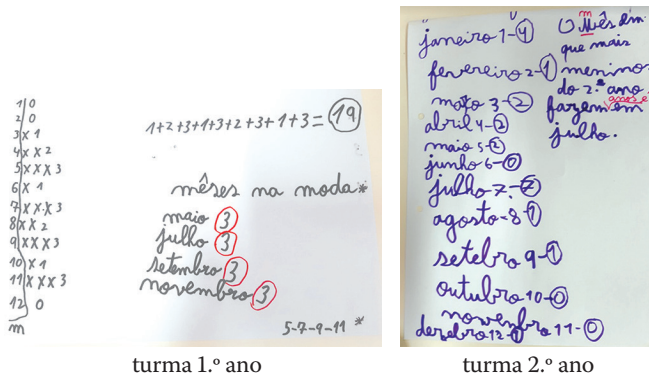 1 0
2 0
3 x 1
4 x x 2
5 x x x 3
6 x 1
7 x x x 3
8 x x 2
9 x x x 3
10 x 1
11 x x x 3
12 0
m
1+2+3+1+3+2+3+1+3= 19
mêses na moda*
maio 3
julho 3
setembro 3
novembro 3
5-7-9-11 *
turma 1.º ano
janeiro 1-4
fevereiro 2-1
março 3-2
abril 4-2
maio 5-2
junho 6-0
julho 7-
agosto-8-1
setebro 9-1
outubro 10-0
novembro 11-0
dezebro 12-1
m
O Mês em
que mais
meninos
do 2.º ano
anos é
fazem em
julho.
turma 2.º ano